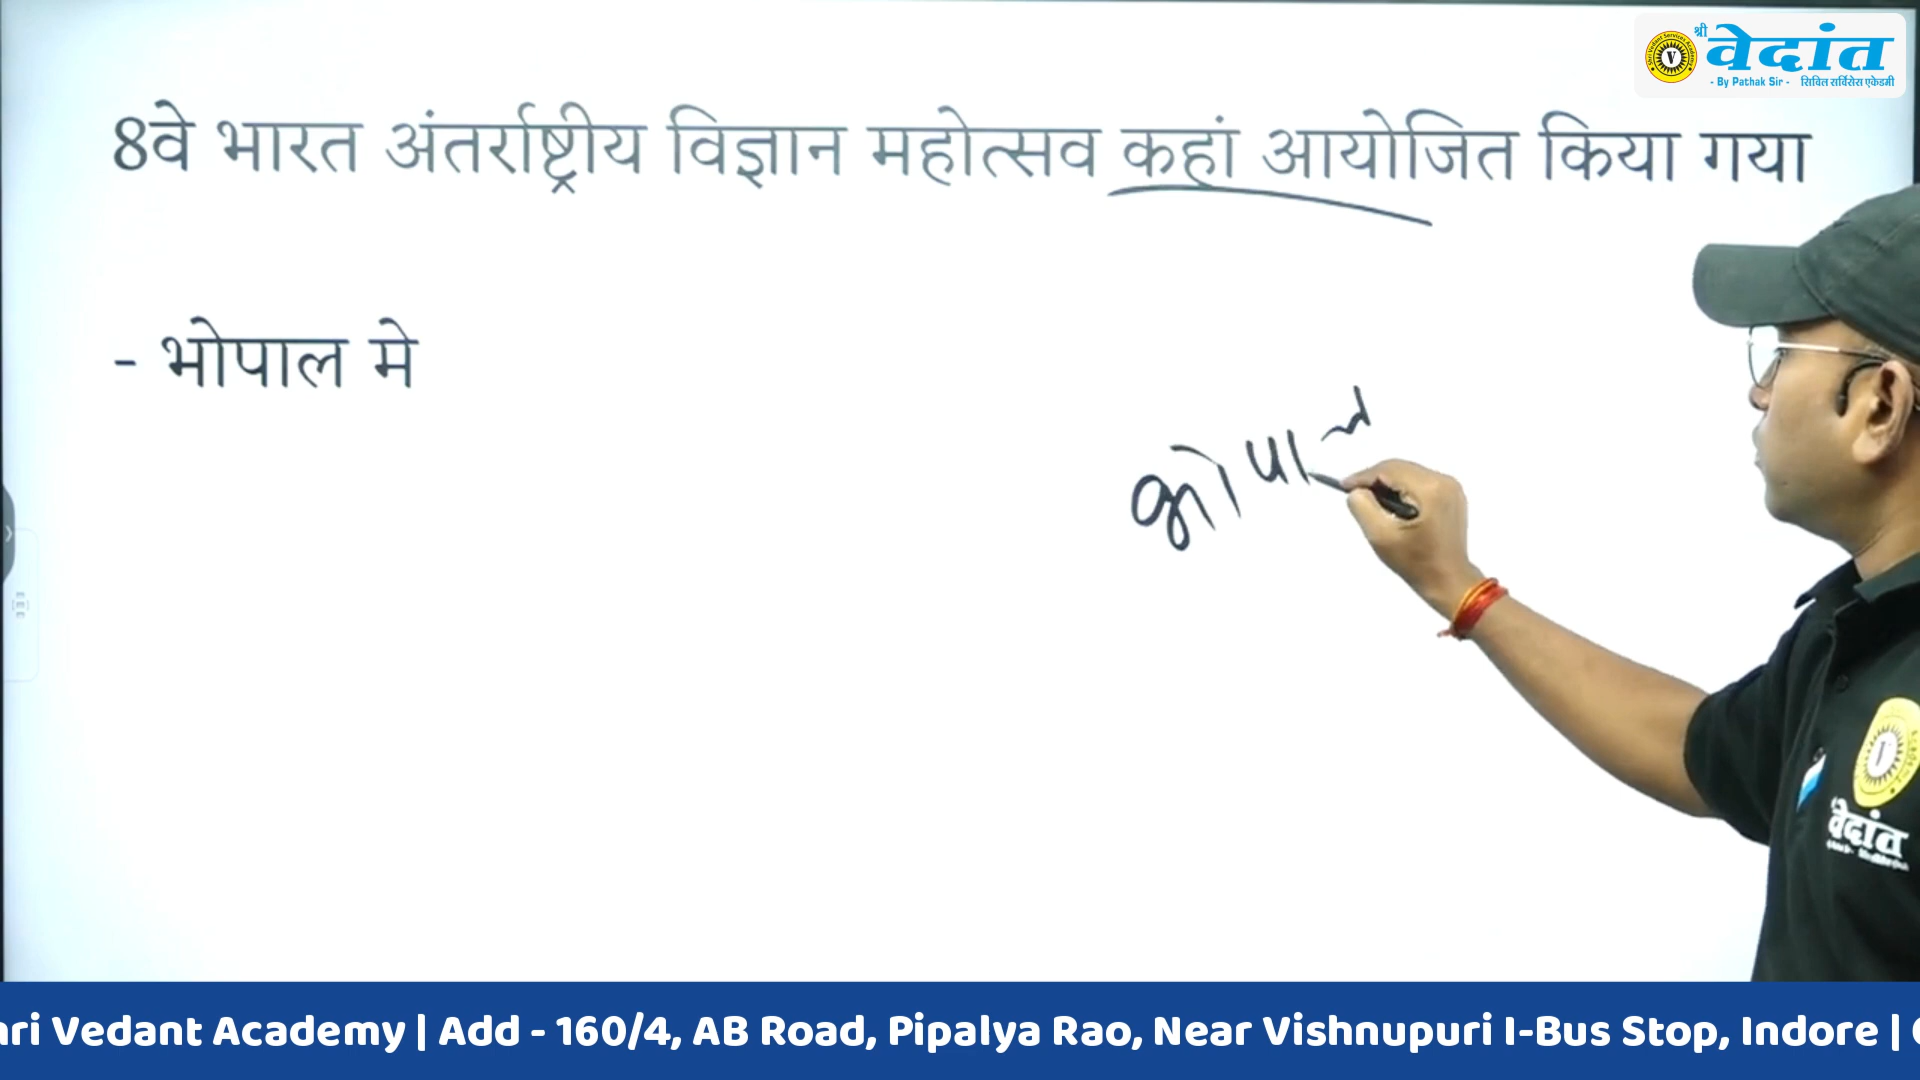 श्री वेदांत
- By Pathak Sir - सिविल सर्विसेस एकेडमी
8वे भारत अंतर्राष्ट्रीय विज्ञान महोत्सव कहां आयोजित किया गया
- भोपाल मे
भोपाल
V
वेदांत
ri Vedant Academy | Add - 160/4, AB Road, Pipalya Rao, Near Vishnupuri I-Bus Stop, Indore |